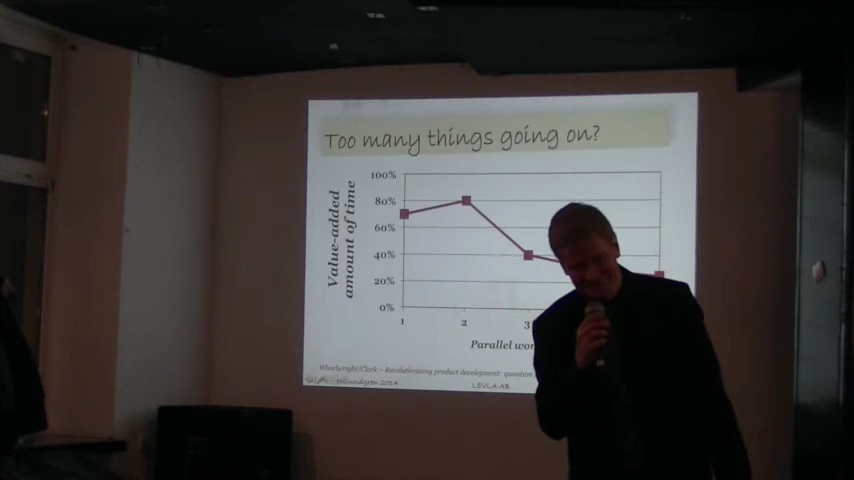 Too many things going on?
Value-added
amount of time
100%
80%
60%
40%
20%
0%
1
2
3
Parallel
Wheelwright/Clark – Revolutionizing product development: quantum
2014
LEVLA AB